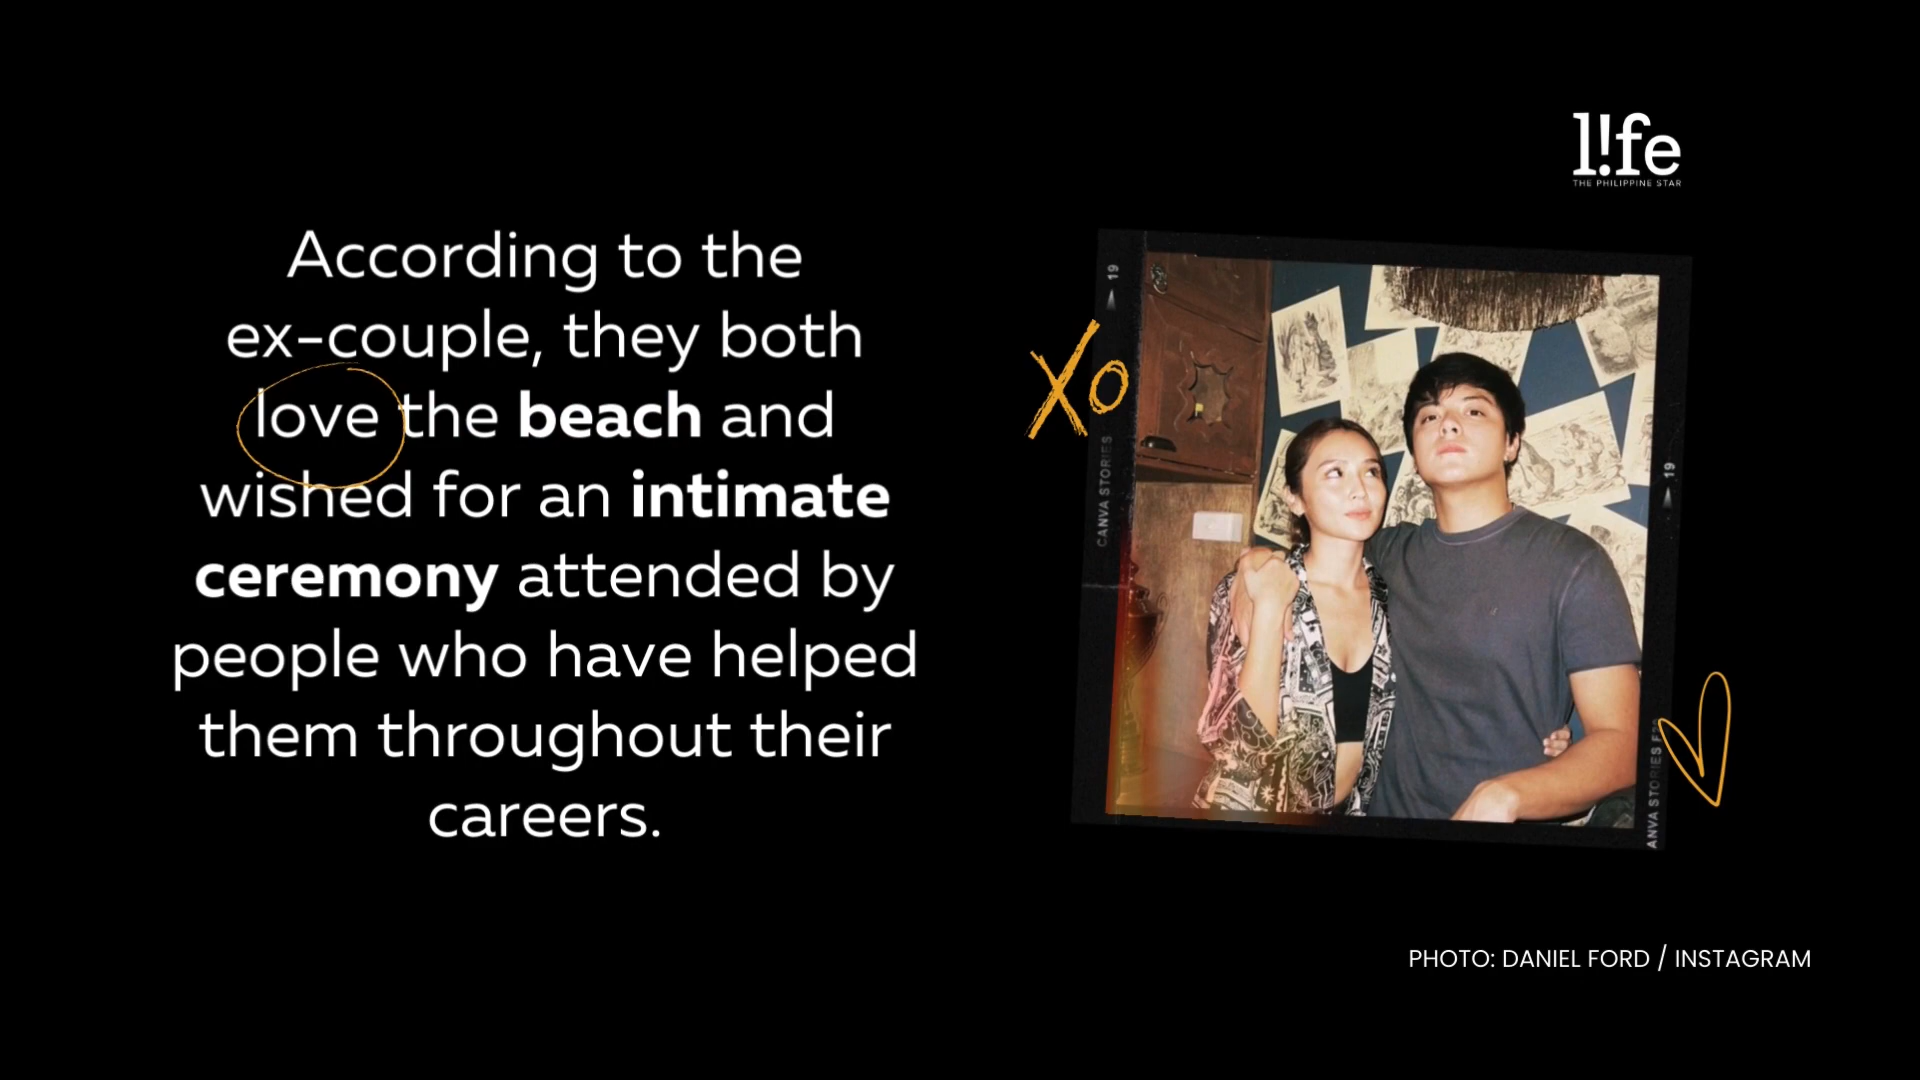 l!fe
THE PHILIPPINE STAR
According to the
ex-couple, they both
love the beach and
wished for an intimate
ceremony attended by
people who have helped
them throughout their
careers.
XO
19
CANVA STORIES
19
ANVA STORIES
PHOTO: DANIEL FORD / INSTAGRAM